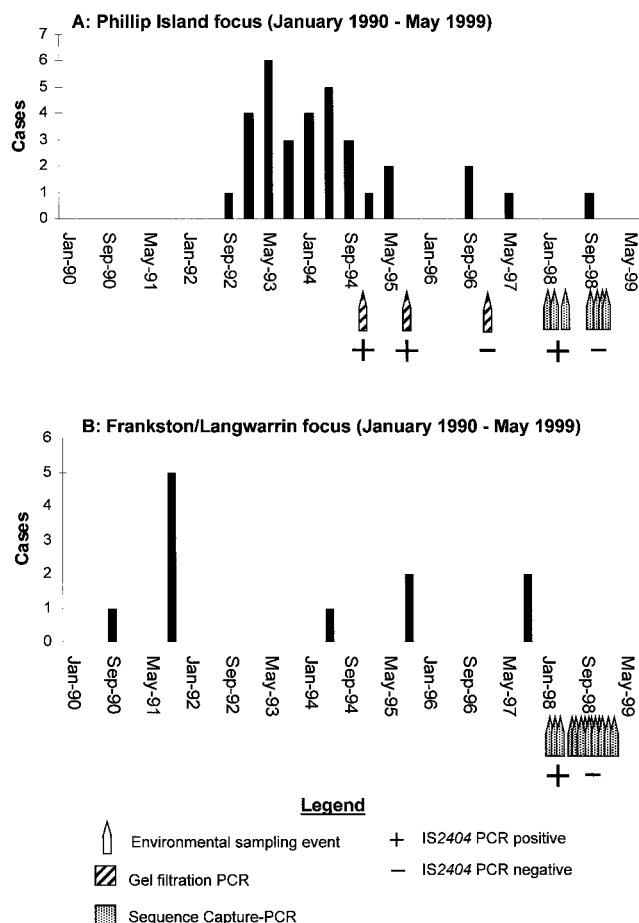 A: Phillip Island focus (January 1990 - May 1999)
7
6
5
4
3
2
1
0
Cases
Jan-90
Sep-90
May-91
Jan-92
Sep-92
May-93
Jan-94
Sep-94
May-95
Jan-96
Sep-96
May-97
Jan-98
Sep-98
May-99
+
+
−
+
−
B: Frankston/Langwarrin focus (January 1990 - May 1999)
6
5
4
3
2
1
0
Cases
Jan-90
Sep-90
May-91
Jan-92
Sep-92
May-93
Jan-94
Sep-94
May-95
Jan-96
Sep-96
May-97
Jan-98
Sep-98
May-99
+
−
Legend
Environmental sampling event
+ IS2404 PCR positive
Gel filtration PCR
− IS2404 PCR negative
Sequence Capture-PCR